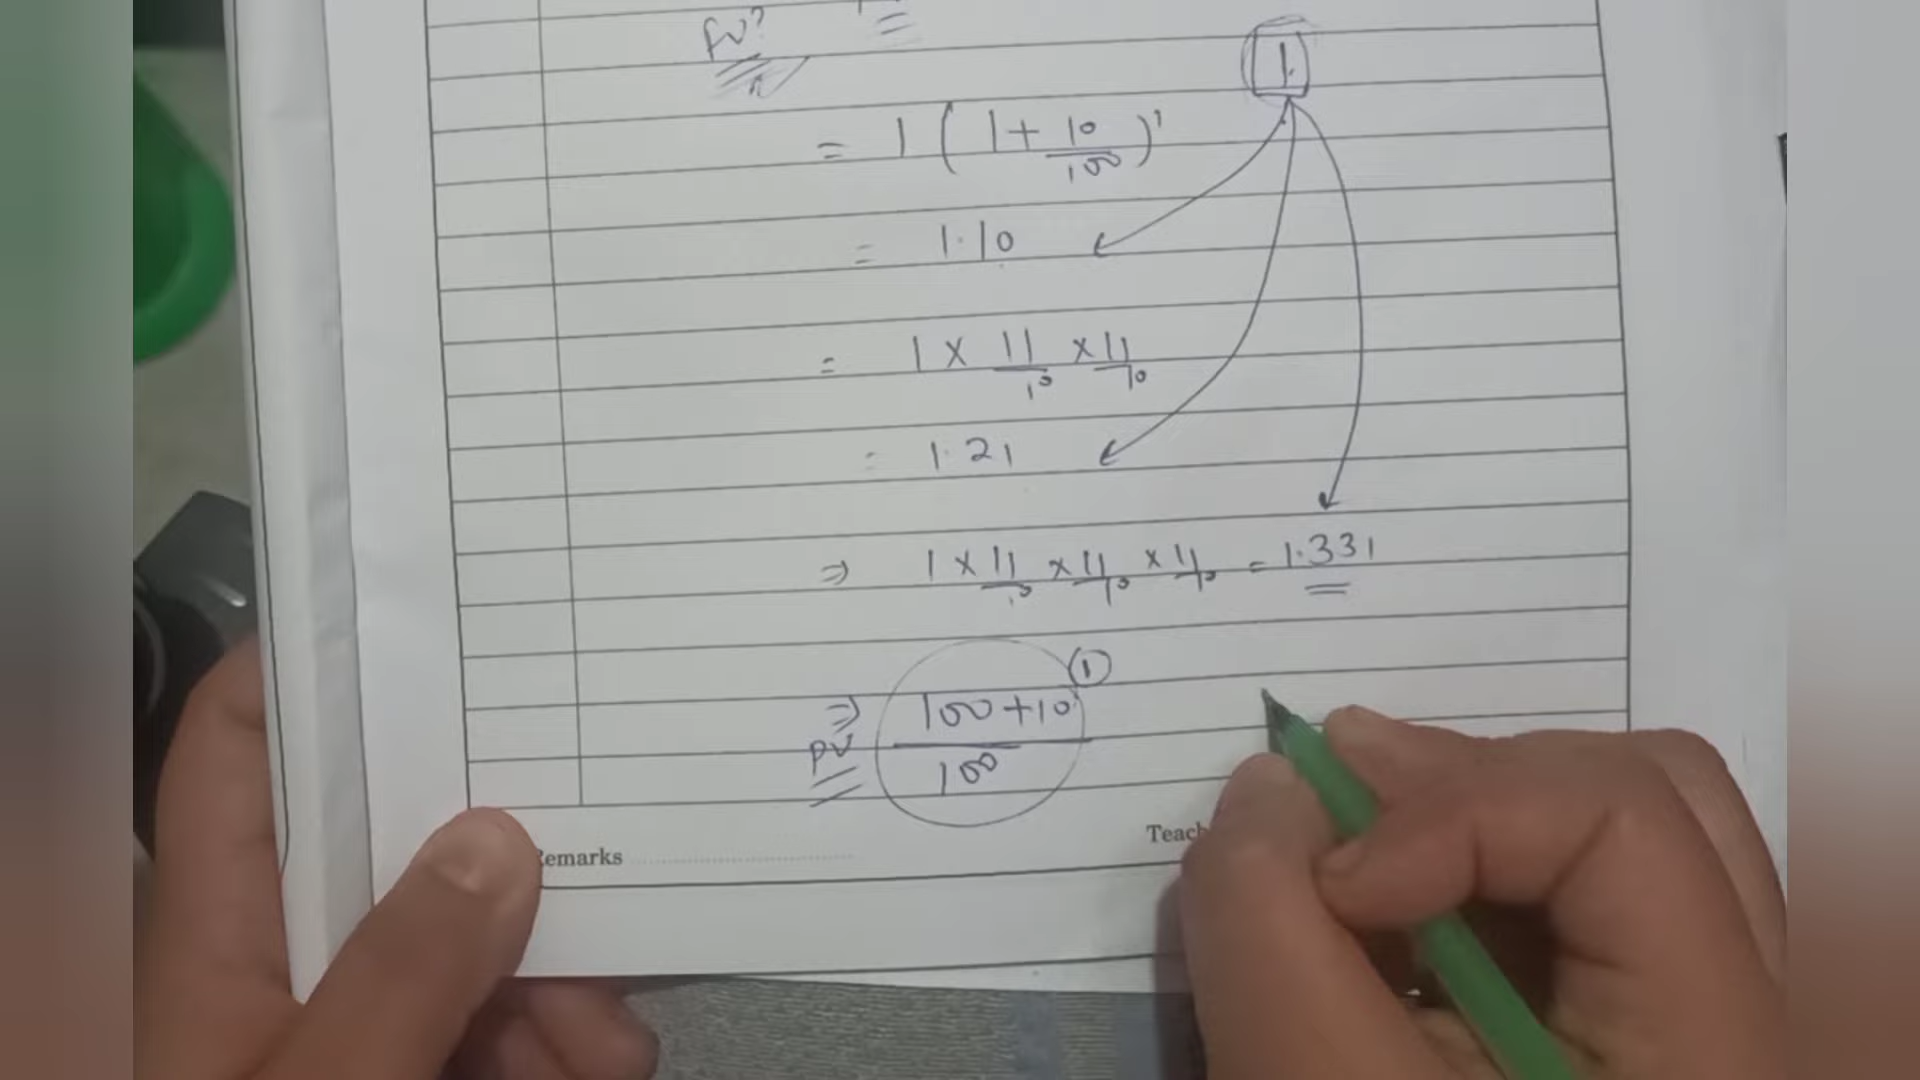 FV?
1
= 1 ( 1 + 10/100 )¹
= 1.10
= 1 × 11/10 × 11/10
= 1.21
⇒ 1 × 11/10 × 11/10 × 11/10 = 1.331
1
⇒ 100+10
PV 100
Remarks
Teach